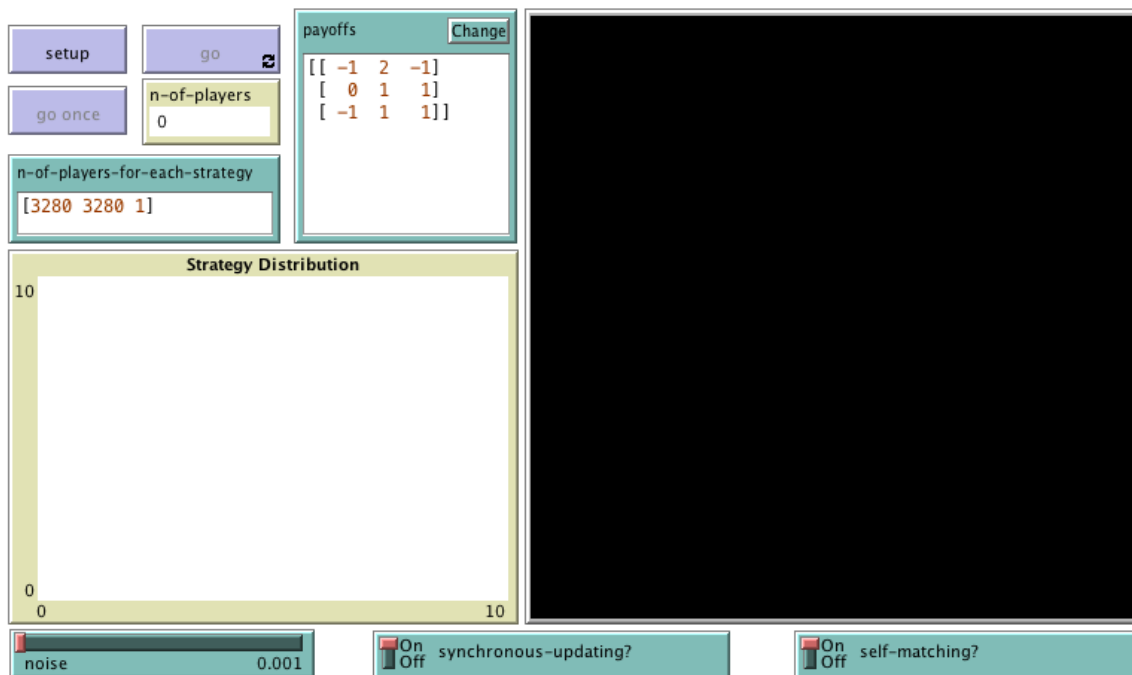 setup
go
go once
n-of-players
0
n-of-players-for-each-strategy
[3280 3280 1]
payoffs
Change
[[ -1 2 -1]
[ 0 1 1]
[ -1 1 1]]
Strategy Distribution
10
0
0
10
noise
0.001
On
Off
synchronous-updating?
On
Off
self-matching?